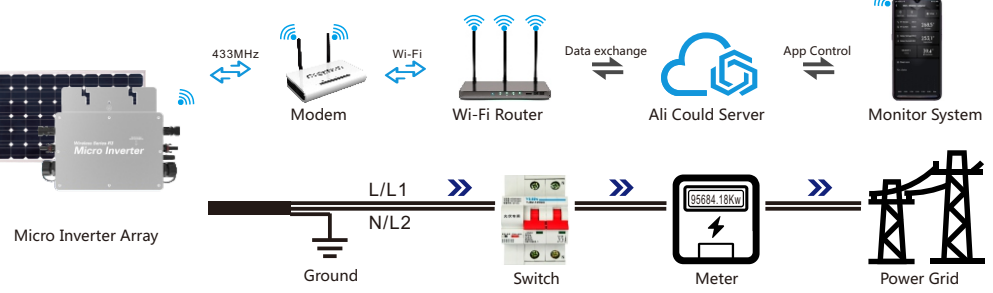 433MHz
Wi-Fi
Data exchange
App Control
Modem
Wi-Fi Router
Ali Could Server
Monitor System
Micro Inverter
L/L1
N/L2
95684.18Kw
Micro Inverter Array
Ground
Switch
Meter
Power Grid